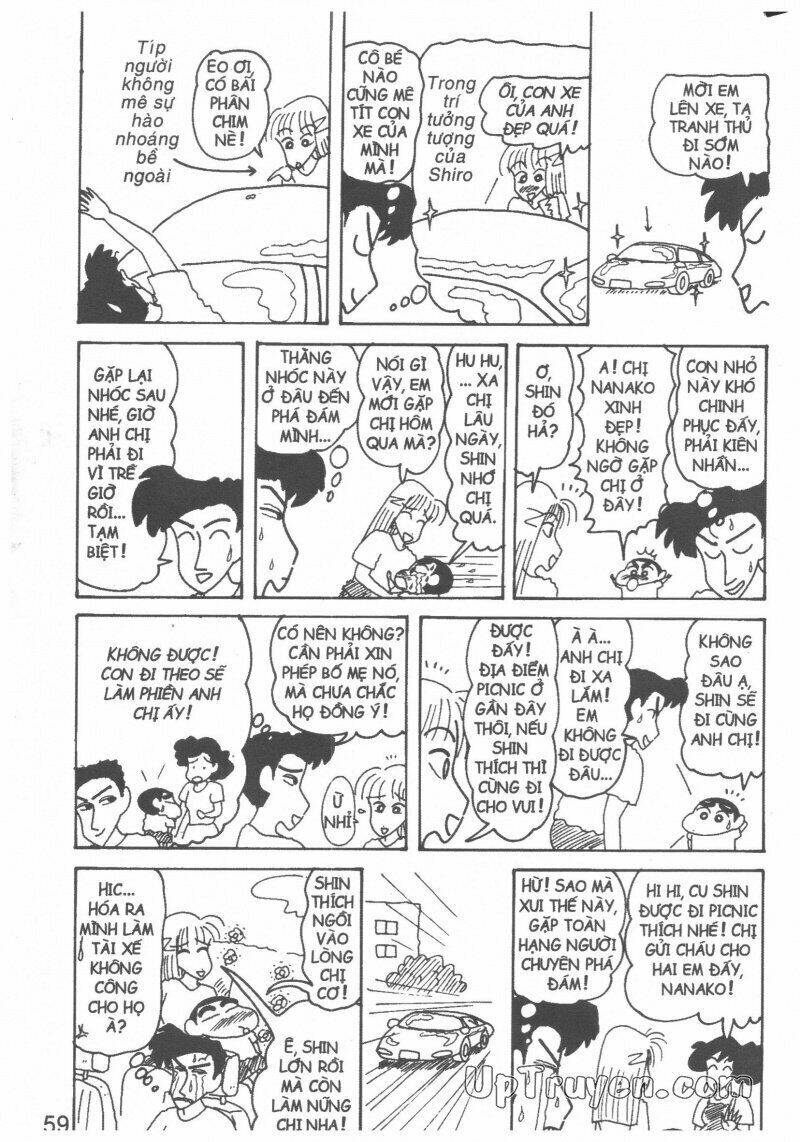 MỜI EM
LÊN XE, TA
TRANH THỦ
ĐI SỚM
NÀO!
ÔI, CON XE
CỦA ANH
ĐẸP QUÁ!
Trong
trí
tưởng
tượng
của
Shiro
CÔ BÉ
NÀO
CŨNG MÊ
TÍT CON
XE CỦA
MÌNH
MÀ!
EO ƠI,
CÓ BÃI
PHÂN
CHIM
NÈ!
Típ
người
không
mê sự
hào
nhoáng
bề
ngoài
CON NHỎ
NÀY KHÓ
CHINH
PHỤC ĐẤY,
PHẢI KIÊN
NHẪN...
A! CHỊ
NANAKO
XINH
ĐẸP!
KHÔNG
NGỜ GẶP
CHỊ Ở
ĐÂY!
Ơ,
SHIN
ĐÓ
HẢ?
HU HU,
... XA
CHỊ
LÂU
NGÀY,
SHIN
NHỚ
CHỊ
QUÁ.
NÓI GÌ
VẬY, EM
MỚI GẶP
CHỊ HÔM
QUA MÀ?
THẰNG
NHÓC NÀY
Ở ĐÂU ĐẾN
PHÁ ĐÁM
MÌNH...
GẶP LẠI
NHÓC SAU
NHÉ, GIỜ
ANH CHỊ
PHẢI ĐI
VÌ TRỄ
GIỜ
RỒI...
TẠM
BIỆT!
KHÔNG
SAO
ĐÂU Ạ,
SHIN SẼ
ĐI CÙNG
ANH CHỊ!
À À...
ANH CHỊ
ĐI XA
LẮM!
EM
KHÔNG
ĐI ĐƯỢC
ĐÂU...
ĐƯỢC
ĐẤY!
ĐỊA ĐIỂM
PICNIC Ở
GẦN ĐÂY
THÔI, NẾU
SHIN
THÍCH THÌ
CÙNG ĐI
CHO VUI!
CÓ NÊN KHÔNG?
CẦN PHẢI XIN
PHÉP BỐ MẸ NÓ,
MÀ CHƯA CHẮC
HỌ ĐỒNG Ý!
Ừ
NHỈ
KHÔNG ĐƯỢC!
CON ĐI THEO SẼ
LÀM PHIỀN ANH
CHỊ ẤY!
HI HI, CU SHIN
ĐƯỢC ĐI PICNIC
THÍCH NHÉ! CHỊ
GỬI CHÁU CHO
HAI EM ĐẤY,
NANAKO!
HỪ! SAO MÀ
XUI THẾ NÀY,
GẶP TOÀN
HẠNG NGƯỜI
CHUYÊN PHÁ
ĐÁM!
SHIN
THÍCH
NGỒI
VÀO
LÒNG
CHỊ
CƠ!
Ê, SHIN
LỚN RỒI
MÀ CÒN
LÀM NŨNG
CHỊ NHA!
HIC...
HÓA RA
MÌNH LÀM
TÀI XẾ
KHÔNG
CÔNG
CHO HỌ
À?
UpTruyen.com
59